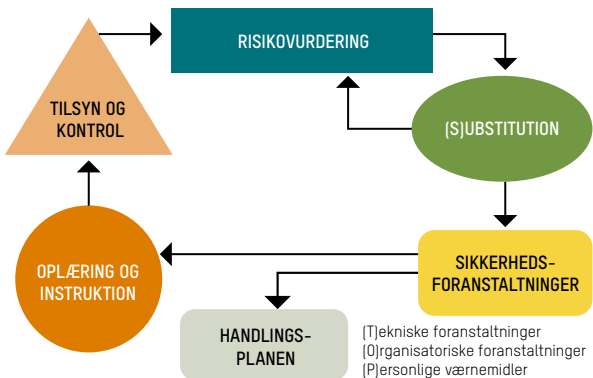 RISIKOVURDERING
TILSYN OG
KONTROL
(S)UBSTITUTION
OPLÆRING OG
INSTRUKTION
SIKKERHEDS-
FORANSTALTNINGER
HANDLINGS-
PLANEN
(T)ekniske foranstaltninger
(O)rganisatoriske foranstaltninger
(P)ersonlige værnemidler